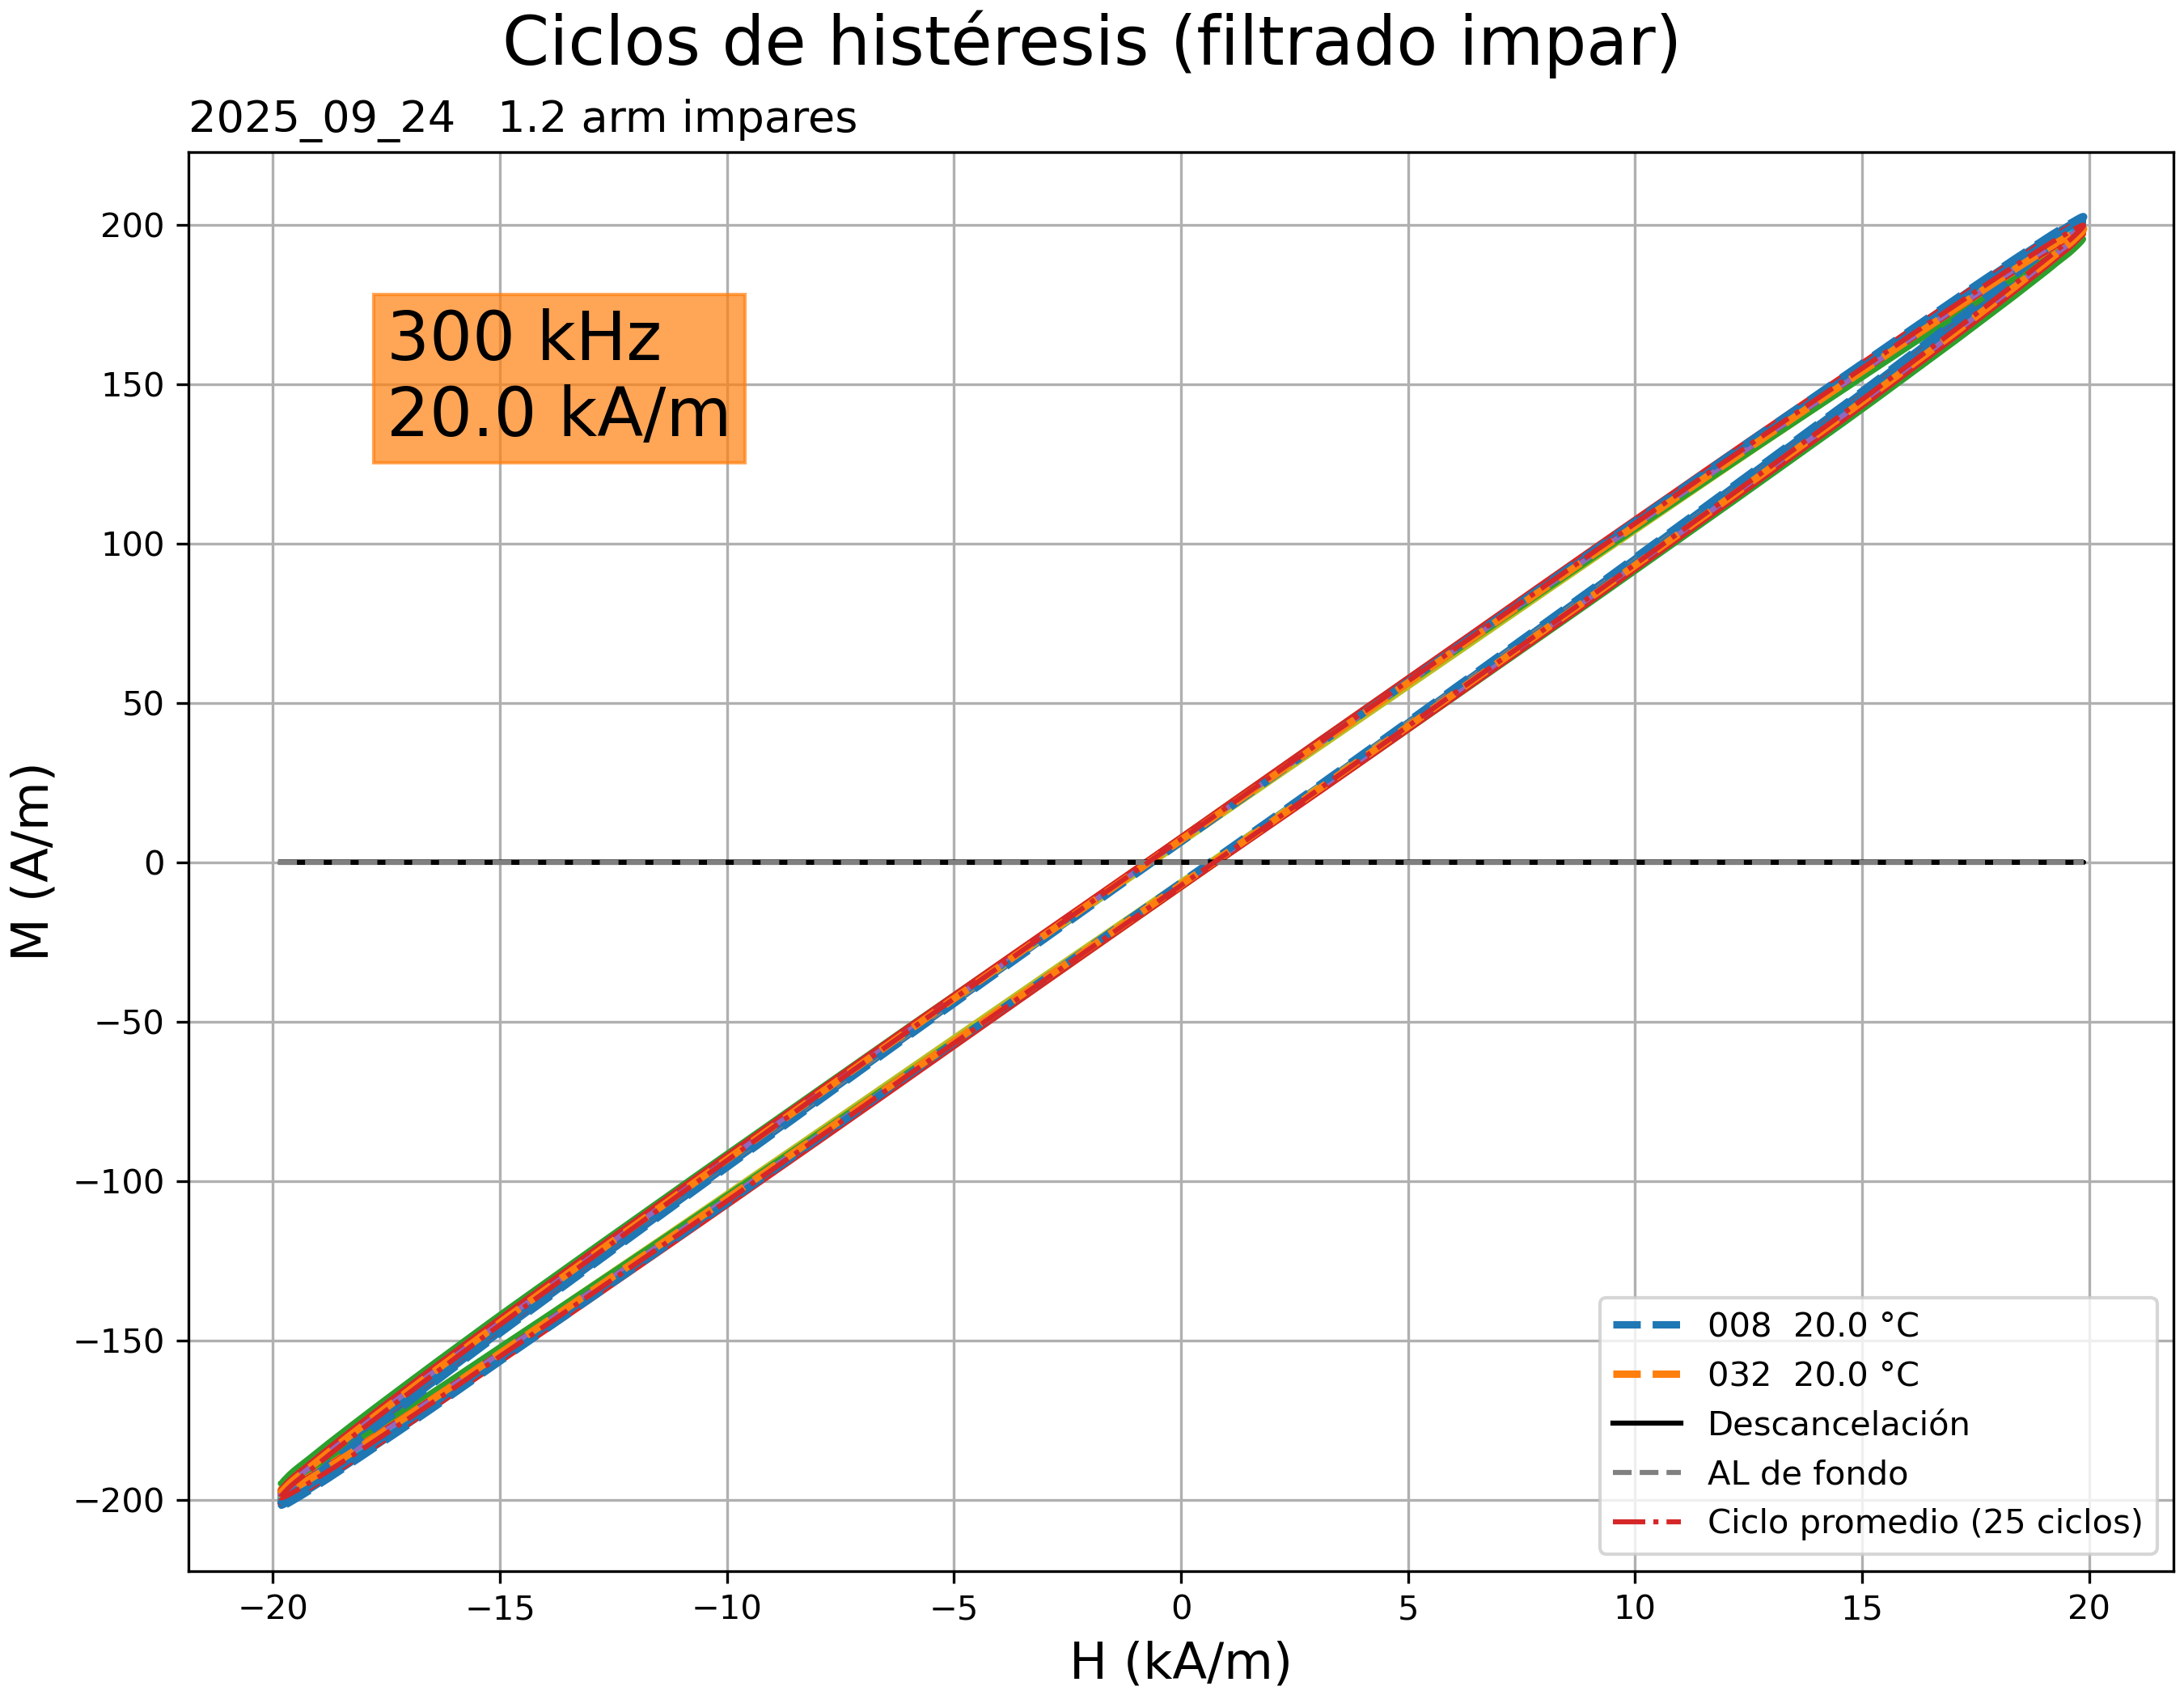 Ciclos de histéresis (filtrado impar)
2025_09_24   1.2 arm impares
300 kHz
20.0 kA/m
200
150
100
50
0
−50
−100
−150
−200
M (A/m)
008  20.0 °C
032  20.0 °C
Descancelación
AL de fondo
Ciclo promedio (25 ciclos)
−20 −15 −10 −5 0 5 10 15 20
H (kA/m)